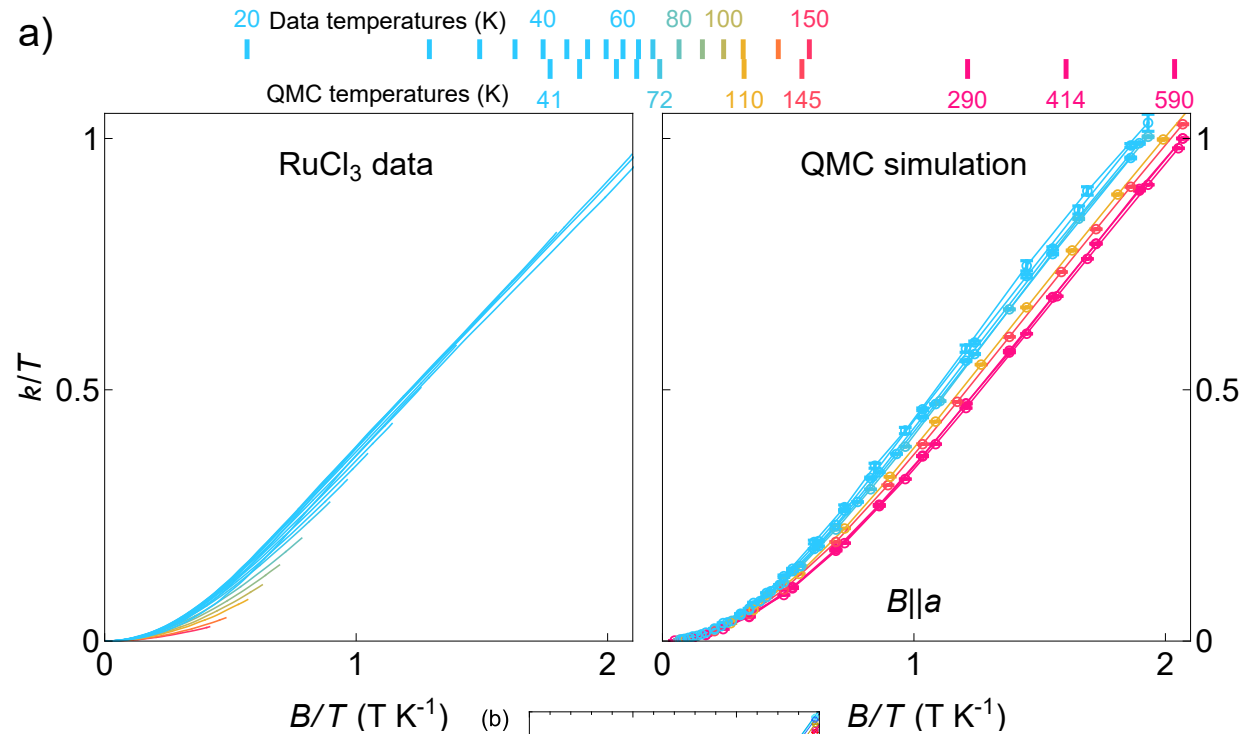 a)
Data temperatures (K)
20 40 60 80 100 150
QMC temperatures (K)
41 72 110 145 290 414 590
RuCl₃ data
QMC simulation
k/T
1
0.5
0
1
0.5
0
B||a
0 1 2
0 1 2
B/T (T K⁻¹)
(b)
B/T (T K⁻¹)